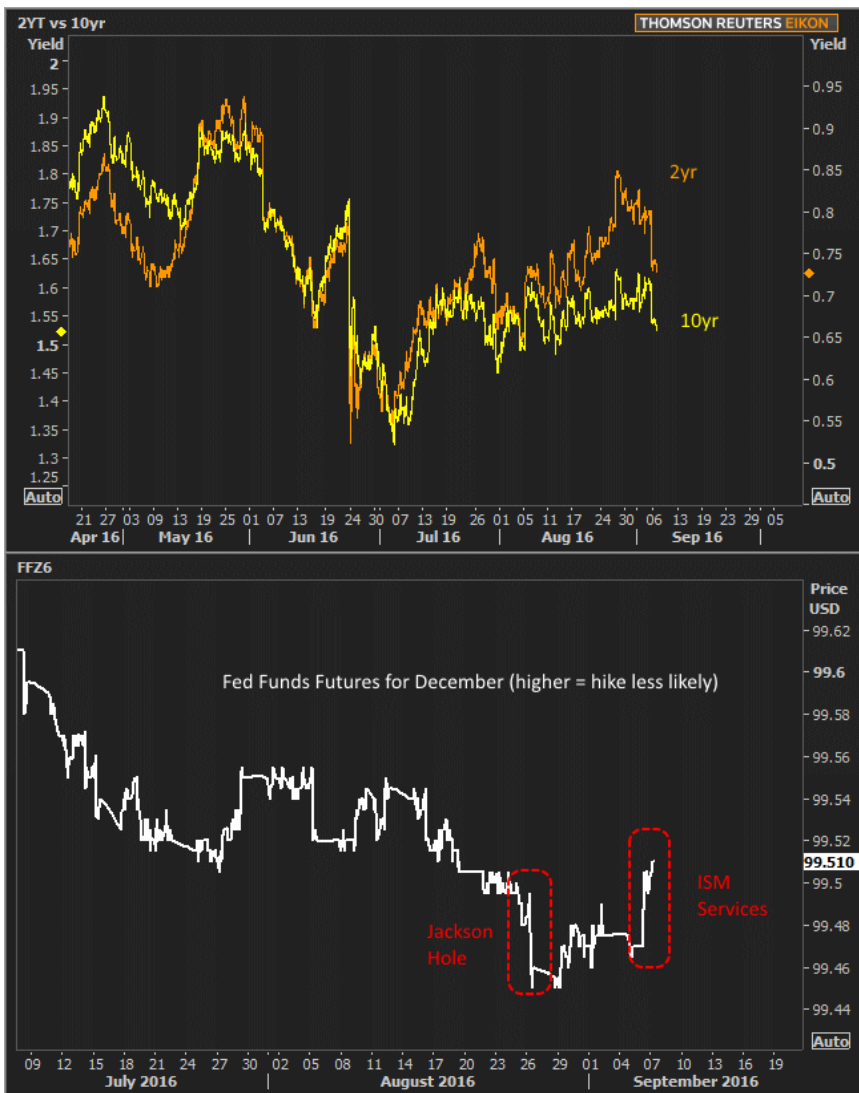 2YT vs 10yr
THOMSON REUTERS EIKON
Yield
Yield
2
1.95
1.9
1.85
1.8
1.75
1.7
1.65
1.6
1.55
1.5
1.45
1.4
1.35
1.3
1.25
Auto
0.95
0.9
0.85
0.8
0.75
0.7
0.65
0.6
0.55
0.5
Auto
2yr
10yr
21 27 03 09 13 19 25 01 07 13 19 24 30 07 13 19 26 01 05 11 17 24 30 06 13 19 23 29 05
Apr 16 May 16 Jun 16 Jul 16 Aug 16 Sep 16
FFZ6
Price
USD
Fed Funds Futures for December (higher = hike less likely)
99.62
99.6
99.58
99.56
99.54
99.52
99.510
99.5
99.48
99.46
99.44
Auto
Jackson
Hole
ISM
Services
09 12 15 18 21 24 27 30 02 05 08 11 14 17 20 23 26 29 01 04 07 10 13 16 19
July 2016 August 2016 September 2016